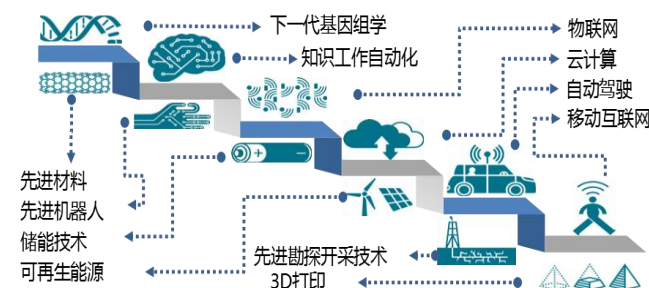 下一代基因组学
知识工作自动化
物联网
云计算
自动驾驶
移动互联网
先进材料
先进机器人
储能技术
可再生能源
先进勘探开采技术
3D打印